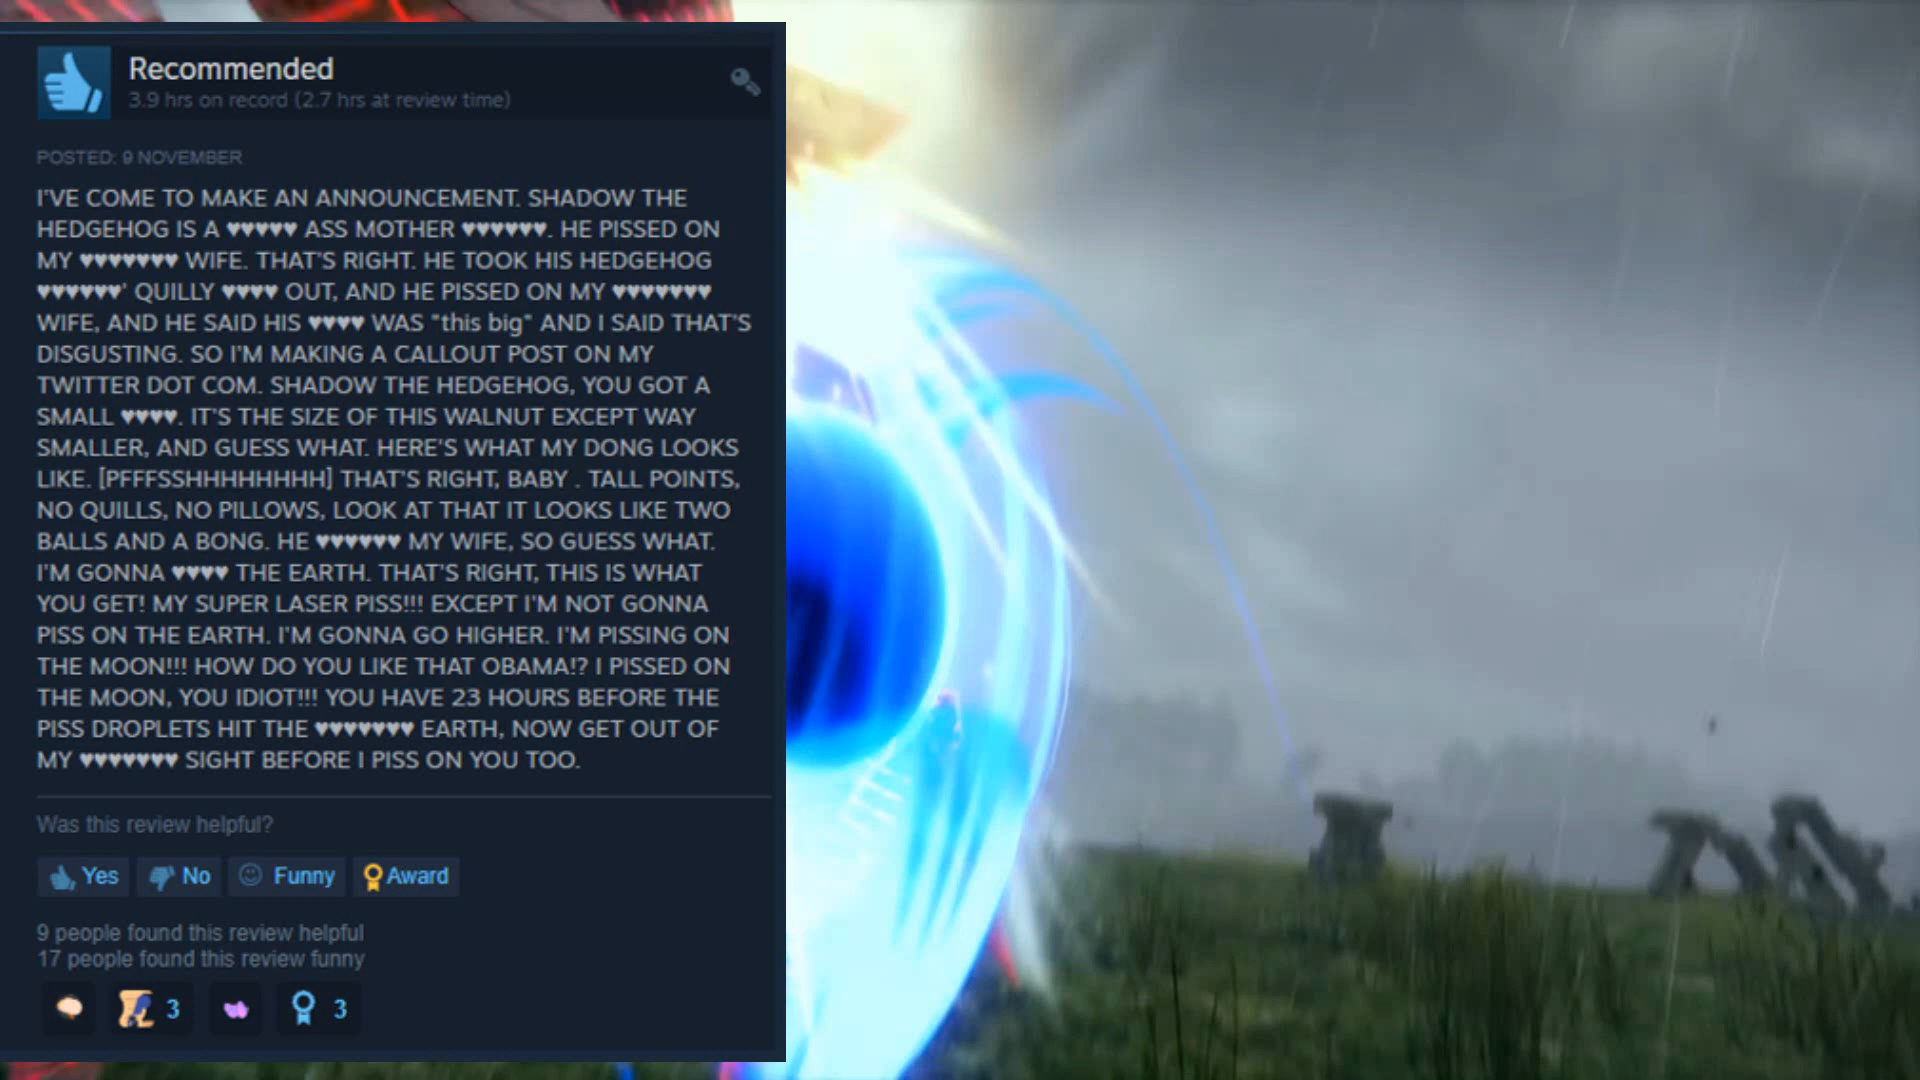 Recommended
3.9 hrs on record (2.7 hrs at review time)
POSTED: 9 NOVEMBER
I'VE COME TO MAKE AN ANNOUNCEMENT. SHADOW THE
HEDGEHOG IS A ♥♥♥♥♥ ASS MOTHER ♥♥♥♥♥♥. HE PISSED ON
MY ♥♥♥♥♥♥♥ WIFE. THAT'S RIGHT. HE TOOK HIS HEDGEHOG
♥♥♥♥♥♥' QUILLY ♥♥♥♥ OUT, AND HE PISSED ON MY ♥♥♥♥♥♥♥
WIFE, AND HE SAID HIS ♥♥♥♥ WAS "this big" AND I SAID THAT'S
DISGUSTING. SO I'M MAKING A CALLOUT POST ON MY
TWITTER DOT COM. SHADOW THE HEDGEHOG, YOU GOT A
SMALL ♥♥♥♥. IT'S THE SIZE OF THIS WALNUT EXCEPT WAY
SMALLER, AND GUESS WHAT. HERE'S WHAT MY DONG LOOKS
LIKE. [PFFFSSHHHHHHHH] THAT'S RIGHT, BABY . TALL POINTS,
NO QUILLS, NO PILLOWS, LOOK AT THAT IT LOOKS LIKE TWO
BALLS AND A BONG. HE ♥♥♥♥♥♥ MY WIFE, SO GUESS WHAT.
I'M GONNA ♥♥♥♥ THE EARTH. THAT'S RIGHT, THIS IS WHAT
YOU GET! MY SUPER LASER PISS!!! EXCEPT I'M NOT GONNA
PISS ON THE EARTH. I'M GONNA GO HIGHER. I'M PISSING ON
THE MOON!!! HOW DO YOU LIKE THAT OBAMA!? I PISSED ON
THE MOON, YOU IDIOT!!! YOU HAVE 23 HOURS BEFORE THE
PISS DROPLETS HIT THE ♥♥♥♥♥♥♥ EARTH, NOW GET OUT OF
MY ♥♥♥♥♥♥♥ SIGHT BEFORE I PISS ON YOU TOO.
Was this review helpful?
Yes No Funny Award
9 people found this review helpful
17 people found this review funny
3 3